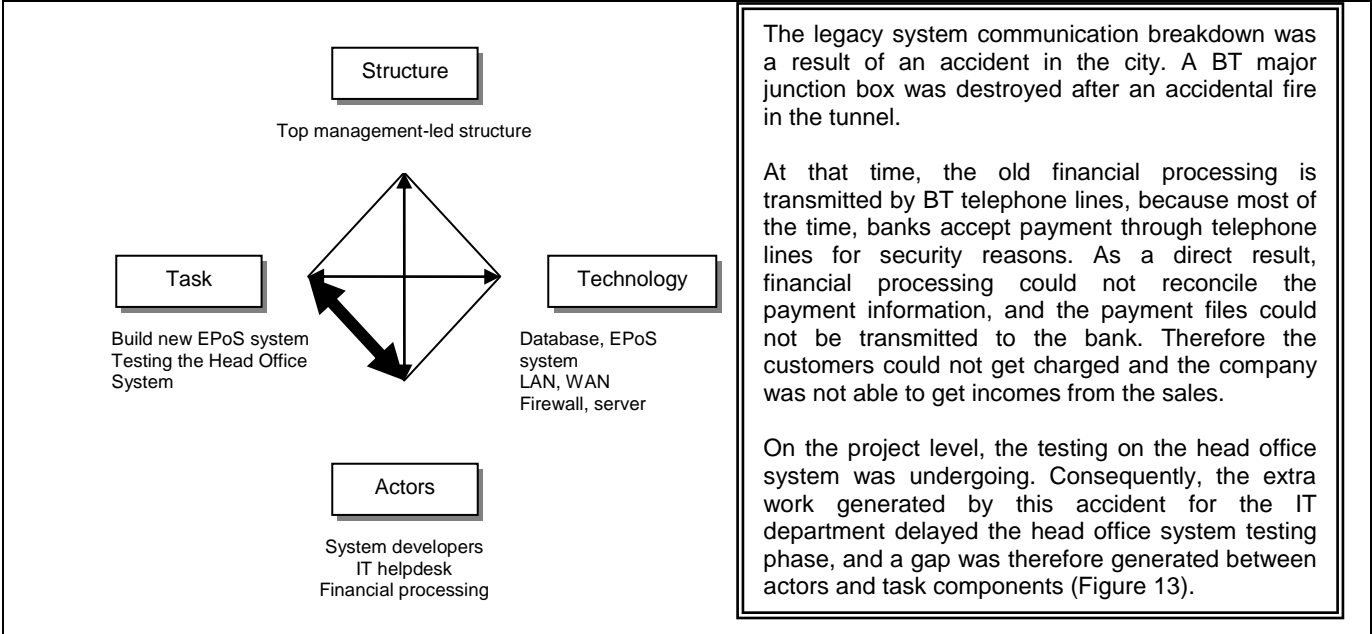 Structure
Top management-led structure
Task
Build new EPoS system
Testing the Head Office
System
Technology
Database, EPoS
system
LAN, WAN
Firewall, server
Actors
System developers
IT helpdesk
Financial processing
The legacy system communication breakdown was
a result of an accident in the city. A BT major
junction box was destroyed after an accidental fire
in the tunnel.
At that time, the old financial processing is
transmitted by BT telephone lines, because most of
the time, banks accept payment through telephone
lines for security reasons. As a direct result,
financial processing could not reconcile the
payment information, and the payment files could
not be transmitted to the bank. Therefore the
customers could not get charged and the company
was not able to get incomes from the sales.
On the project level, the testing on the head office
system was undergoing. Consequently, the extra
work generated by this accident for the IT
department delayed the head office system testing
phase, and a gap was therefore generated between
actors and task components (Figure 13).